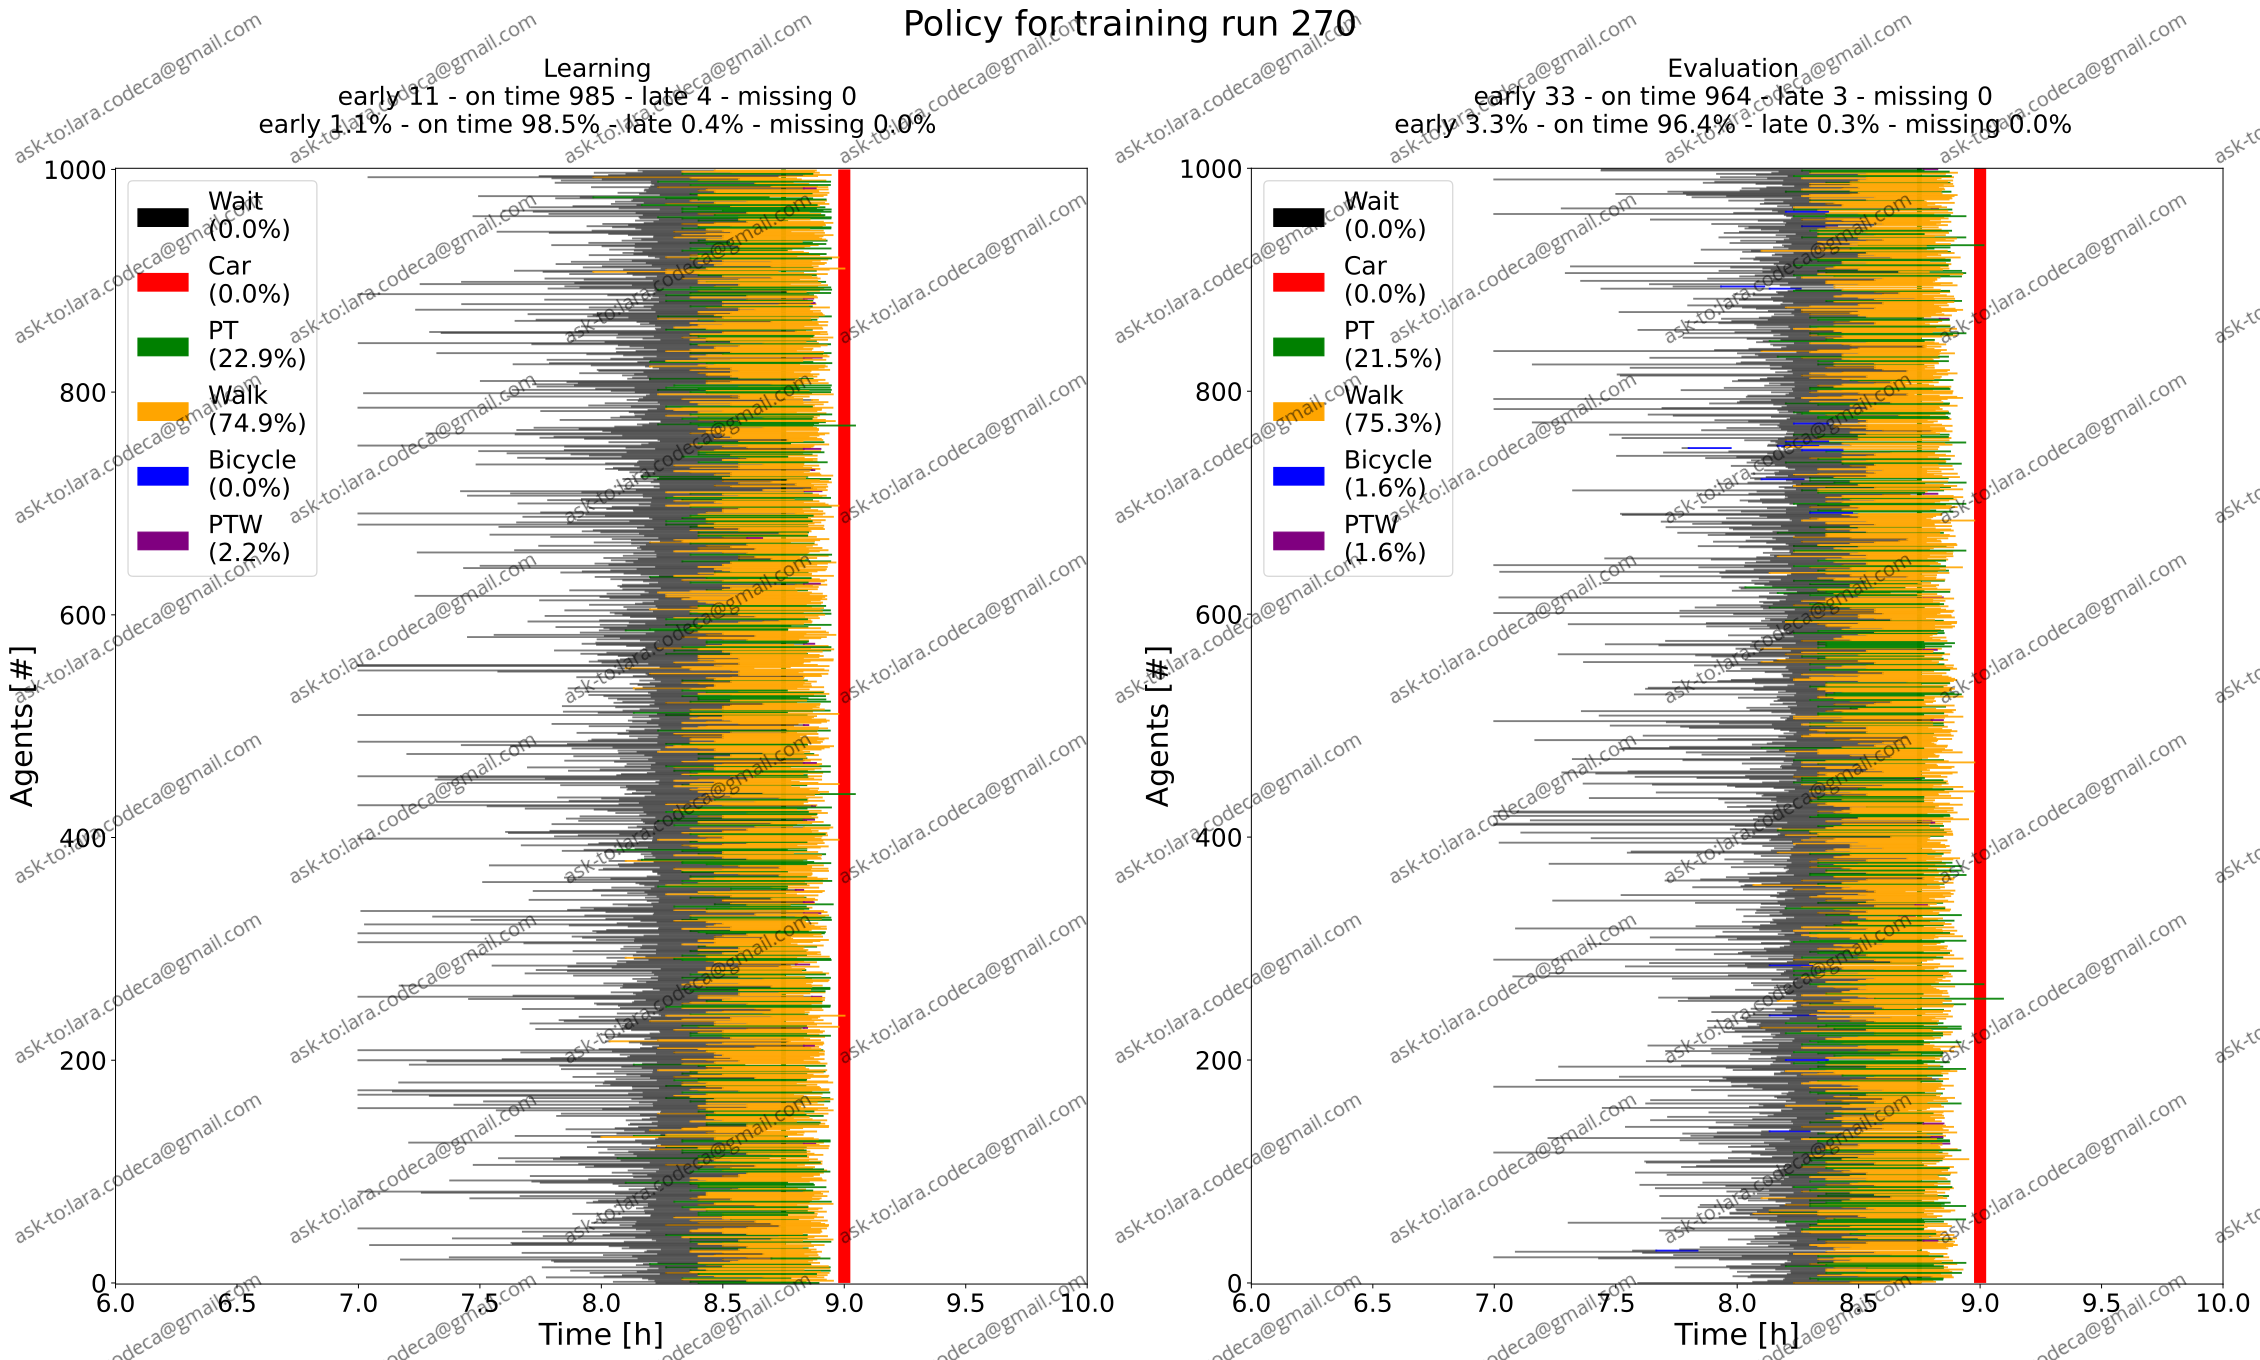 Policy for training run 270
Learning
early 11 - on time 985 - late 4 - missing 0
early 1.1% - on time 98.5% - late 0.4% - missing 0.0%
1000
800
600
400
200
0
Agents [#]
Wait
(0.0%)
Car
(0.0%)
PT
(22.9%)
Walk
(74.9%)
Bicycle
(0.0%)
PTW
(2.2%)
6.0 6.5 7.0 7.5 8.0 8.5 9.0 9.5 10.0
Time [h]
Evaluation
early 33 - on time 964 - late 3 - missing 0
early 3.3% - on time 96.4% - late 0.3% - missing 0.0%
1000
800
600
400
200
0
Agents [#]
Wait
(0.0%)
Car
(0.0%)
PT
(21.5%)
Walk
(75.3%)
Bicycle
(1.6%)
PTW
(1.6%)
6.0 6.5 7.0 7.5 8.0 8.5 9.0 9.5 10.0
Time [h]
ask-to:lara.codeca@gmail.com